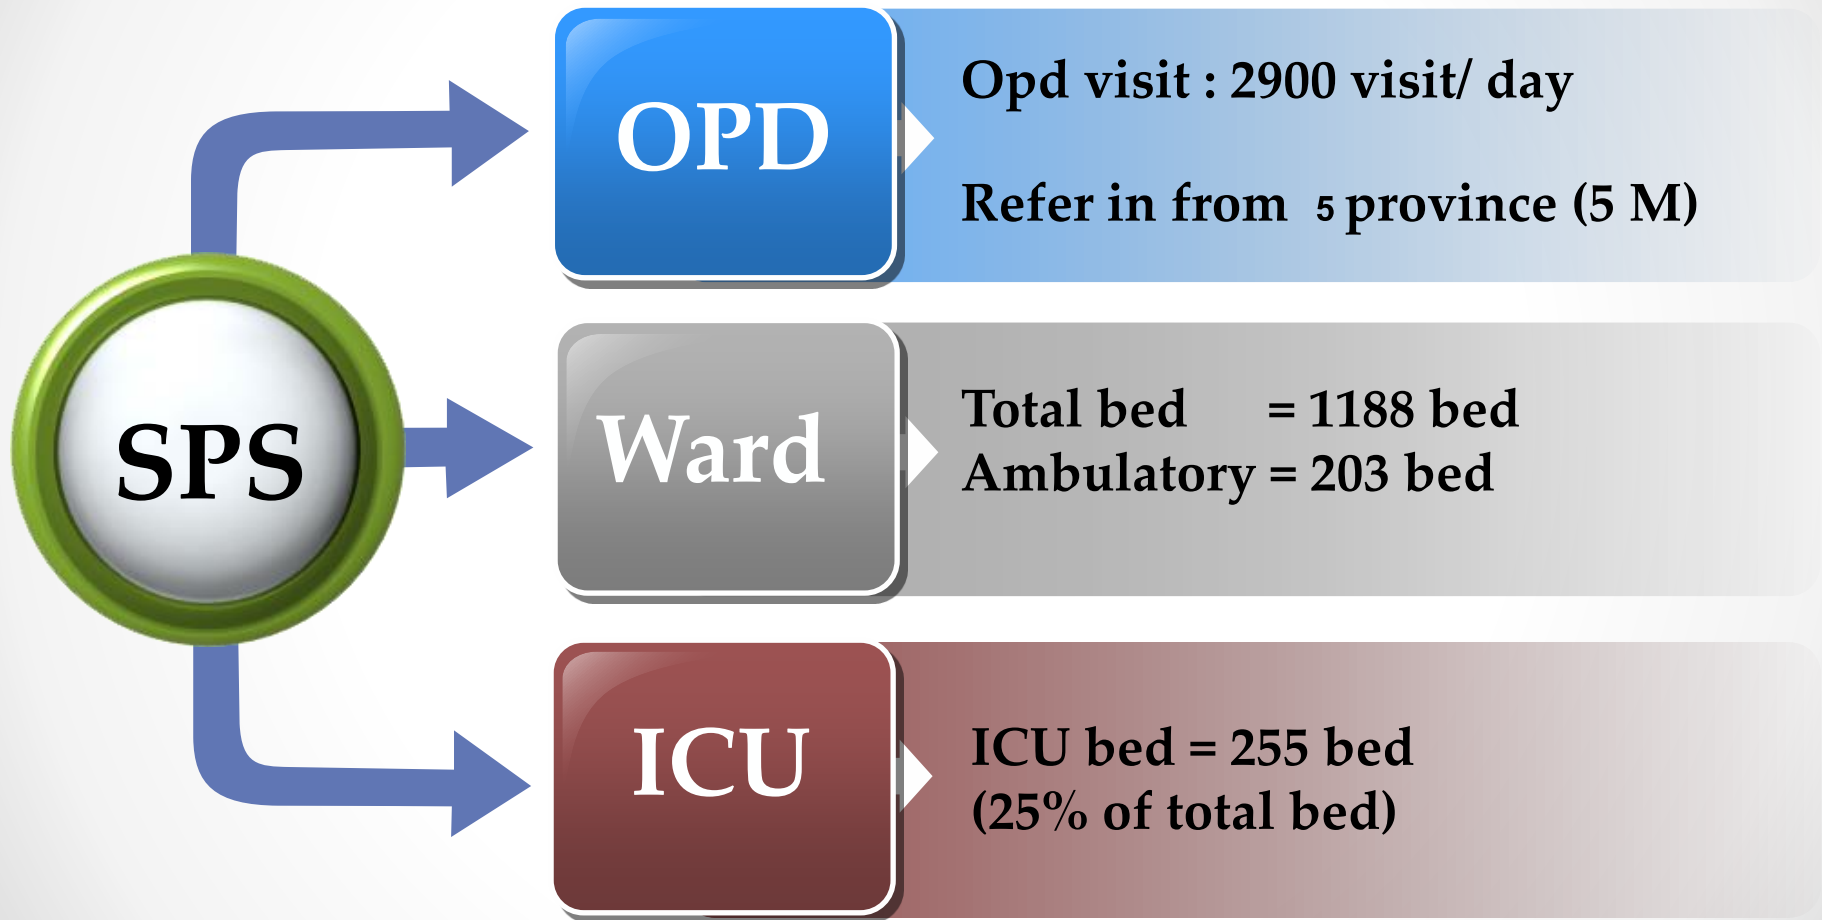 SPS
OPD
Opd visit : 2900 visit/ day
Refer in from 5 province (5 M)
Ward
Total bed = 1188 bed
Ambulatory = 203 bed
ICU
ICU bed = 255 bed
(25% of total bed)